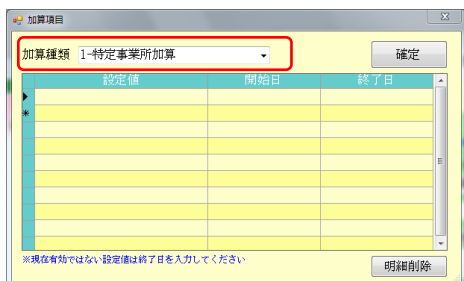 加算項目
加算種類 1-特定事業所加算 確定
設定値 開始日 終了日
※現在有効ではない設定値は終了日を入力してください
明細削除